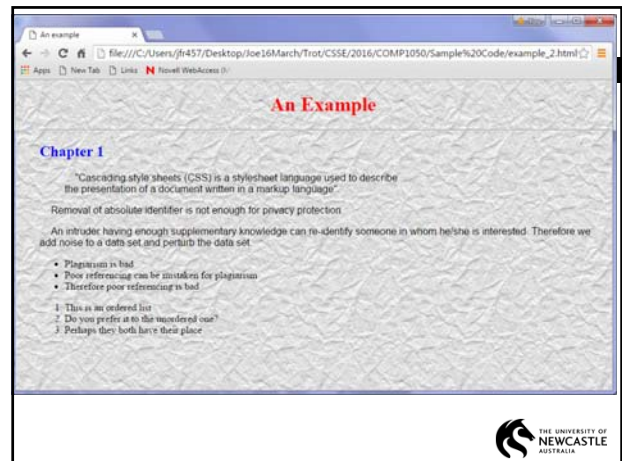 An example
file:///C:/Users/jfr457/Desktop/Joe16March/Trot/CSSE/2016/COMP1050/Sample%20Code/example_2.html
Apps New Tab Links Novell WebAccess
An Example
Chapter 1
"Cascading style sheets (CSS) is a stylesheet language used to describe
the presentation of a document written in a markup language".
Removal of absolute identifier is not enough for privacy protection
An intruder having enough supplementary knowledge can re-identify someone in whom he/she is interested. Therefore we
add noise to a data set and perturb the data set.
• Plagiarism is bad
• Poor referencing can be mistaken for plagiarism
• Therefore poor referencing is bad
1. This is an ordered list
2. Do you prefer it to the unordered one?
3. Perhaps they both have their place
THE UNIVERSITY OF
NEWCASTLE
AUSTRALIA